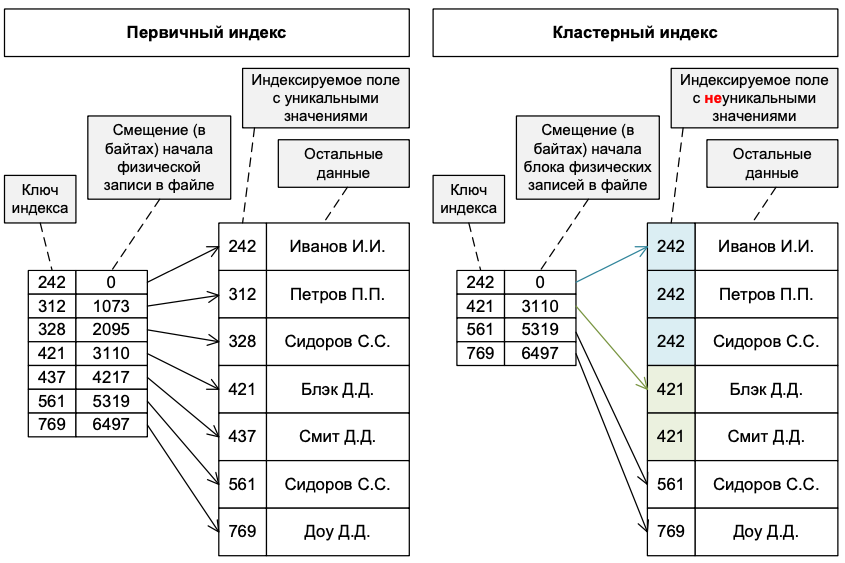 Первичный индекс
Индексируемое поле
с уникальными
значениями
Смещение (в
байтах) начала
физической
записи в файле
Остальные
данные
Ключ
индекса
242 0
312 1073
328 2095
421 3110
437 4217
561 5319
769 6497
242 Иванов И.И.
312 Петров П.П.
328 Сидоров С.С.
421 Блэк Д.Д.
437 Смит Д.Д.
561 Сидоров С.С.
769 Доу Д.Д.
Кластерный индекс
Индексируемое поле
с неуникальными
значениями
Смещение (в
байтах) начала
блока физических
записей в файле
Остальные
данные
Ключ
индекса
242 0
421 3110
561 5319
769 6497
242 Иванов И.И.
242 Петров П.П.
242 Сидоров С.С.
421 Блэк Д.Д.
421 Смит Д.Д.
561 Сидоров С.С.
769 Доу Д.Д.